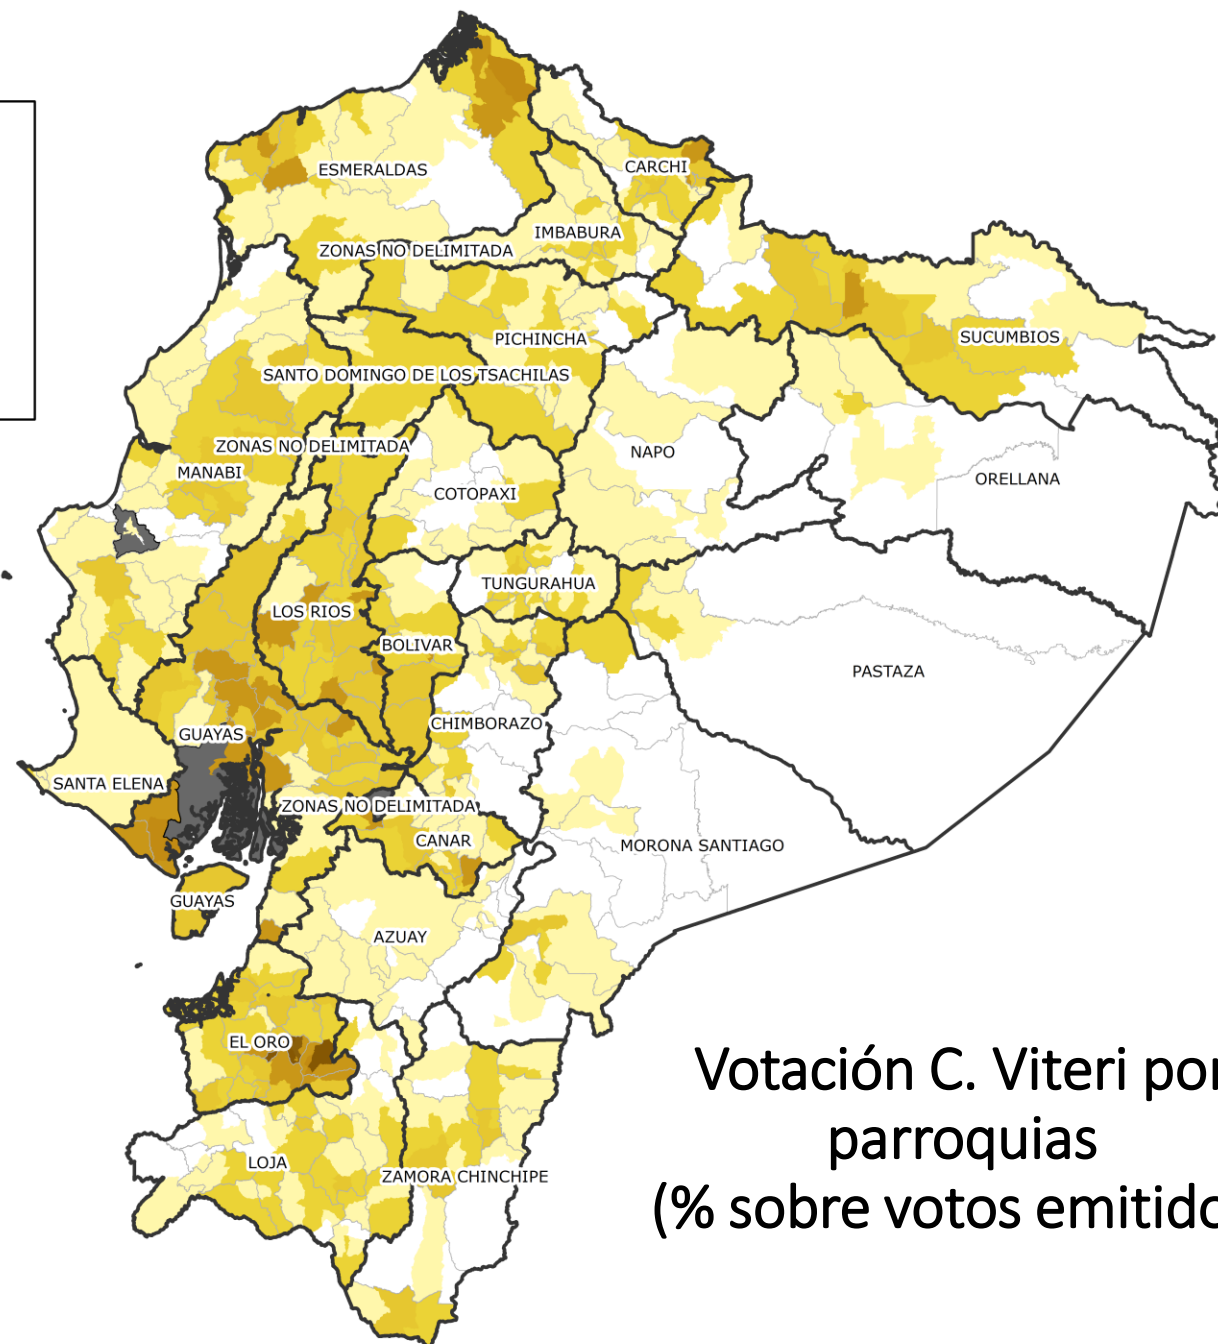 ESMERALDAS
CARCHI
IMBABURA
ZONAS NO DELIMITADA
PICHINCHA
SUCUMBIOS
SANTO DOMINGO DE LOS TSACHILAS
ZONAS NO DELIMITADA
NAPO
MANABI
COTOPAXI
ORELLANA
TUNGURAHUA
LOS RIOS
BOLIVAR
PASTAZA
CHIMBORAZO
GUAYAS
SANTA ELENA
ZONAS NO DELIMITADA
CANAR
MORONA SANTIAGO
GUAYAS
AZUAY
EL ORO
LOJA
ZAMORA CHINCHIPE
Votación C. Viteri por
parroquias
(% sobre votos emitido